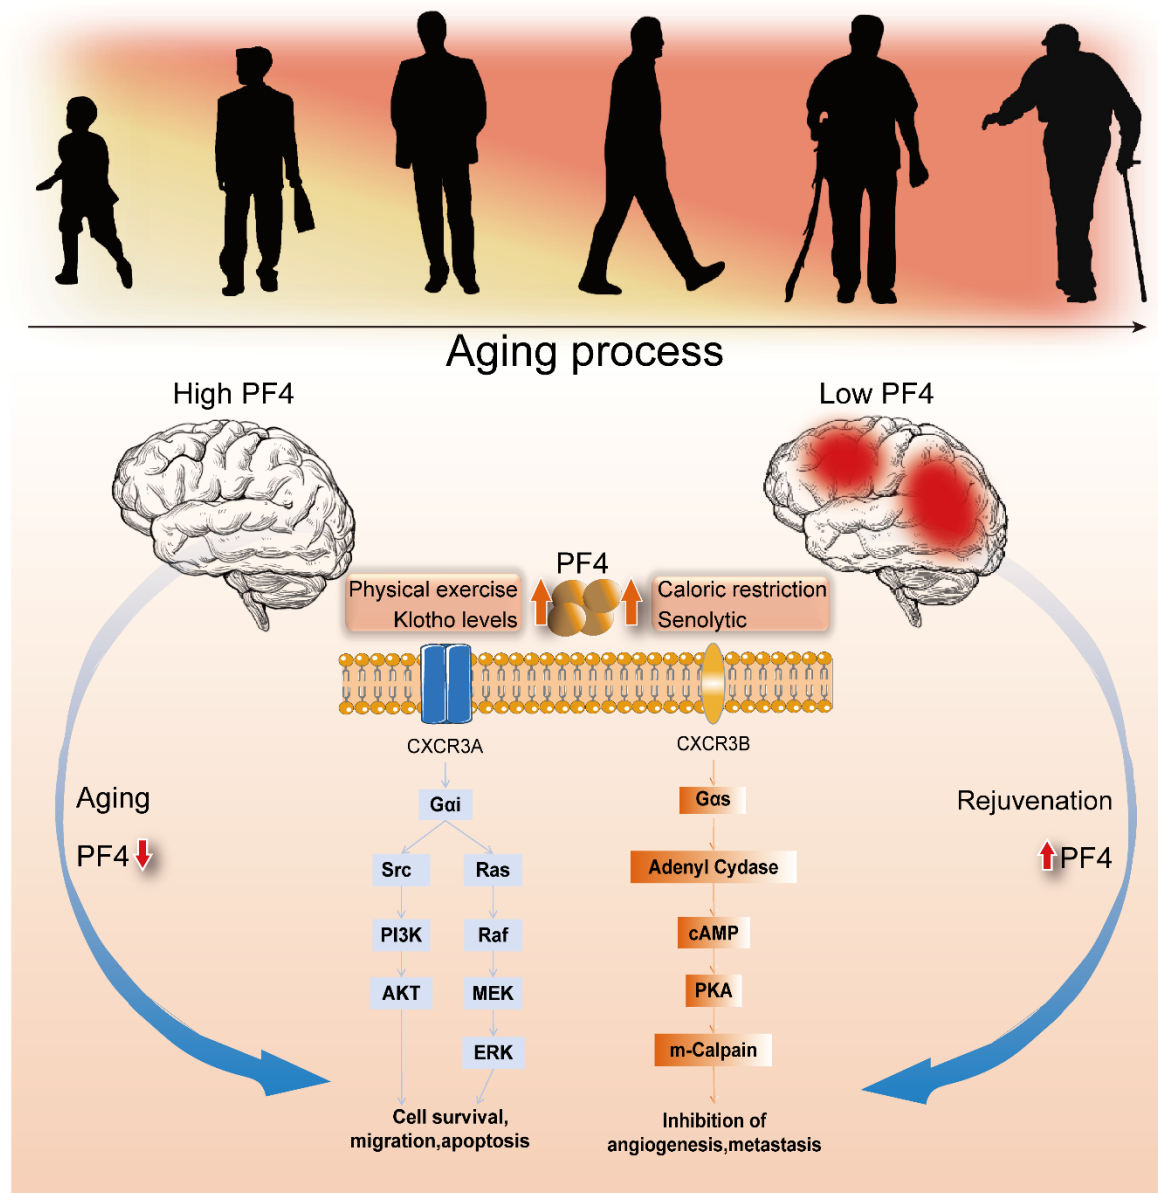 Aging process
High PF4
Low PF4
PF4
Physical exercise
Klotho levels
Caloric restriction
Senolytic
CXCR3A
CXCR3B
Gαi
Gαs
Aging
PF4
Rejuvenation
PF4
Src
Ras
Adenyl Cydase
PI3K
Raf
cAMP
AKT
MEK
PKA
ERK
m-Calpain
Cell survival,
migration,apoptosis
Inhibition of
angiogenesis,metastasis